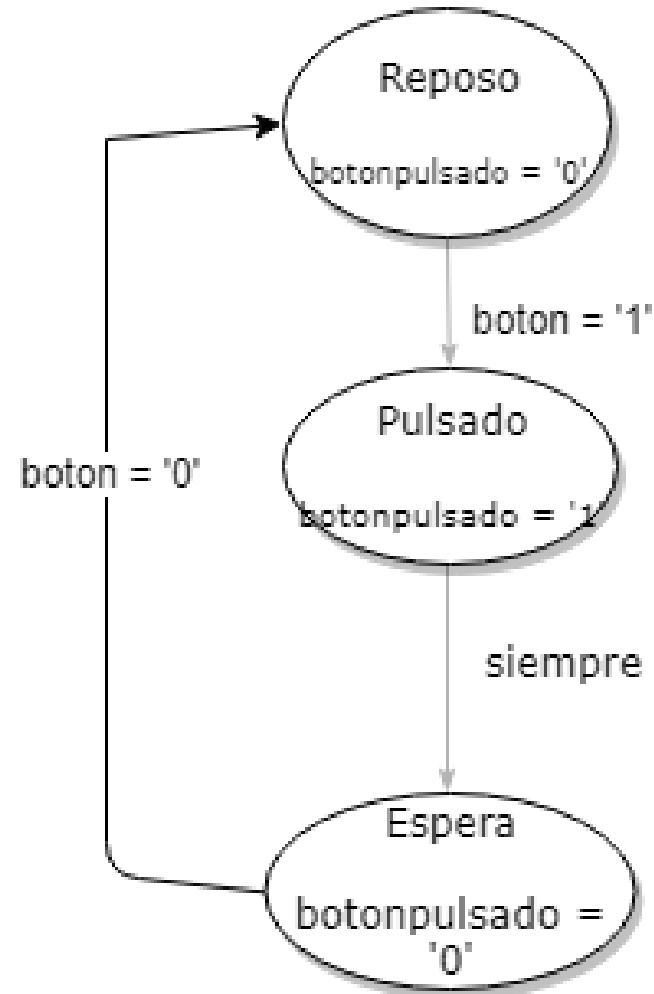 Reposo
botonpulsado = '0'
boton = '1'
Pulsado
botonpulsado = '1'
boton = '0'
siempre
Espera
botonpulsado =
'0'